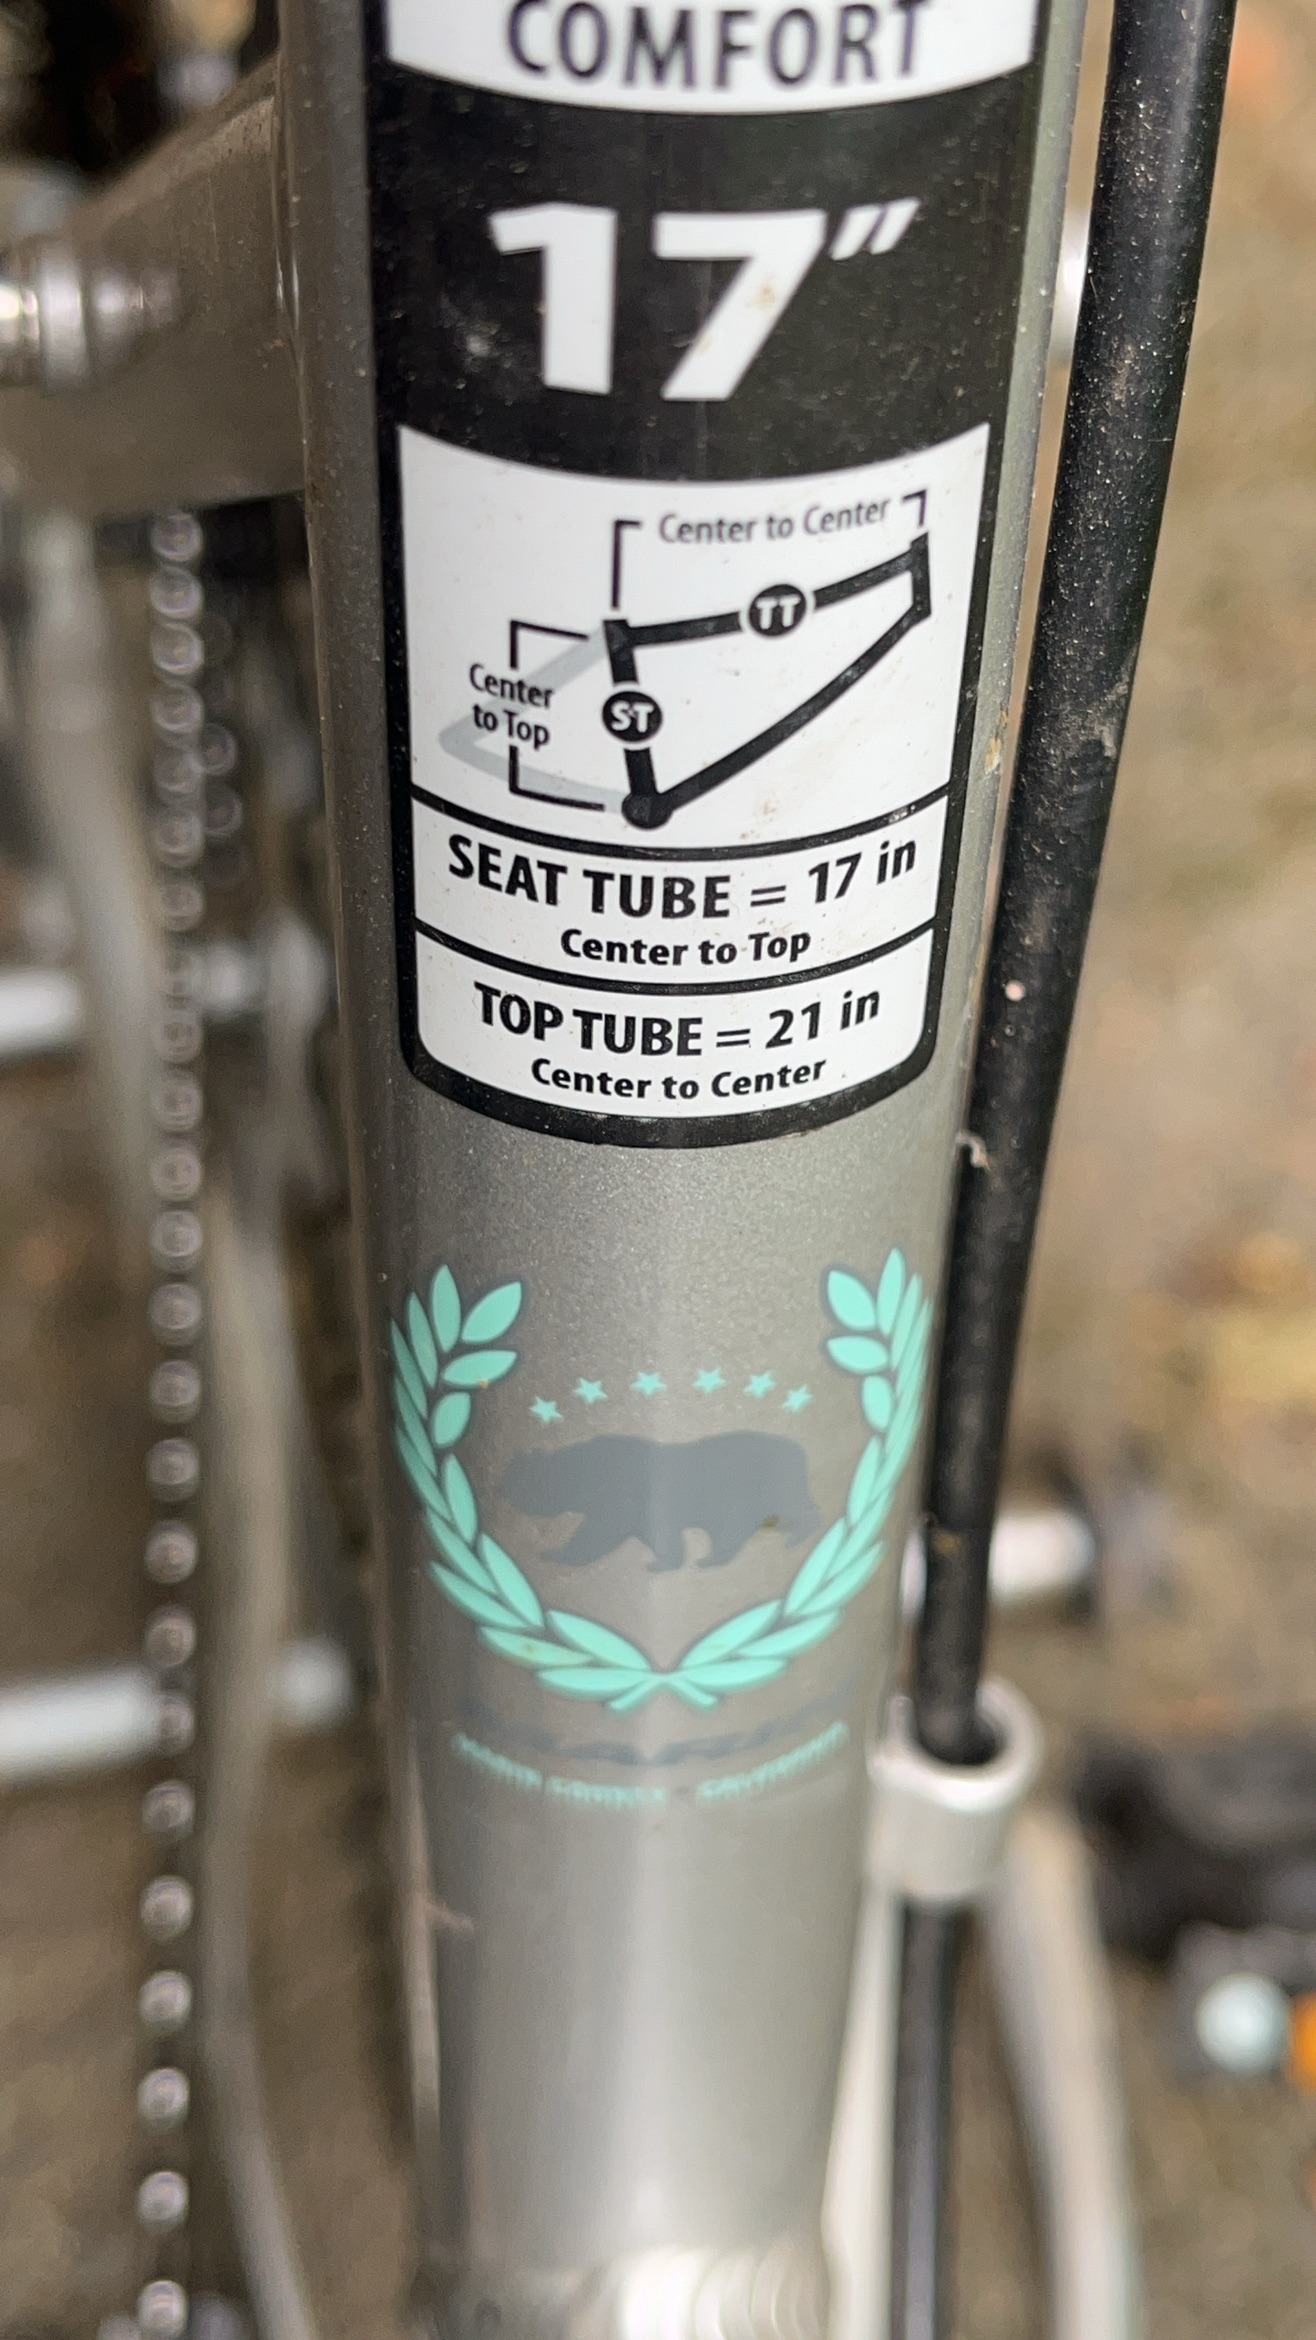 COMFORT
17"
Center to Center
TT
Center
to Top
ST
SEAT TUBE = 17 in
Center to Top
TOP TUBE = 21 in
Center to Center